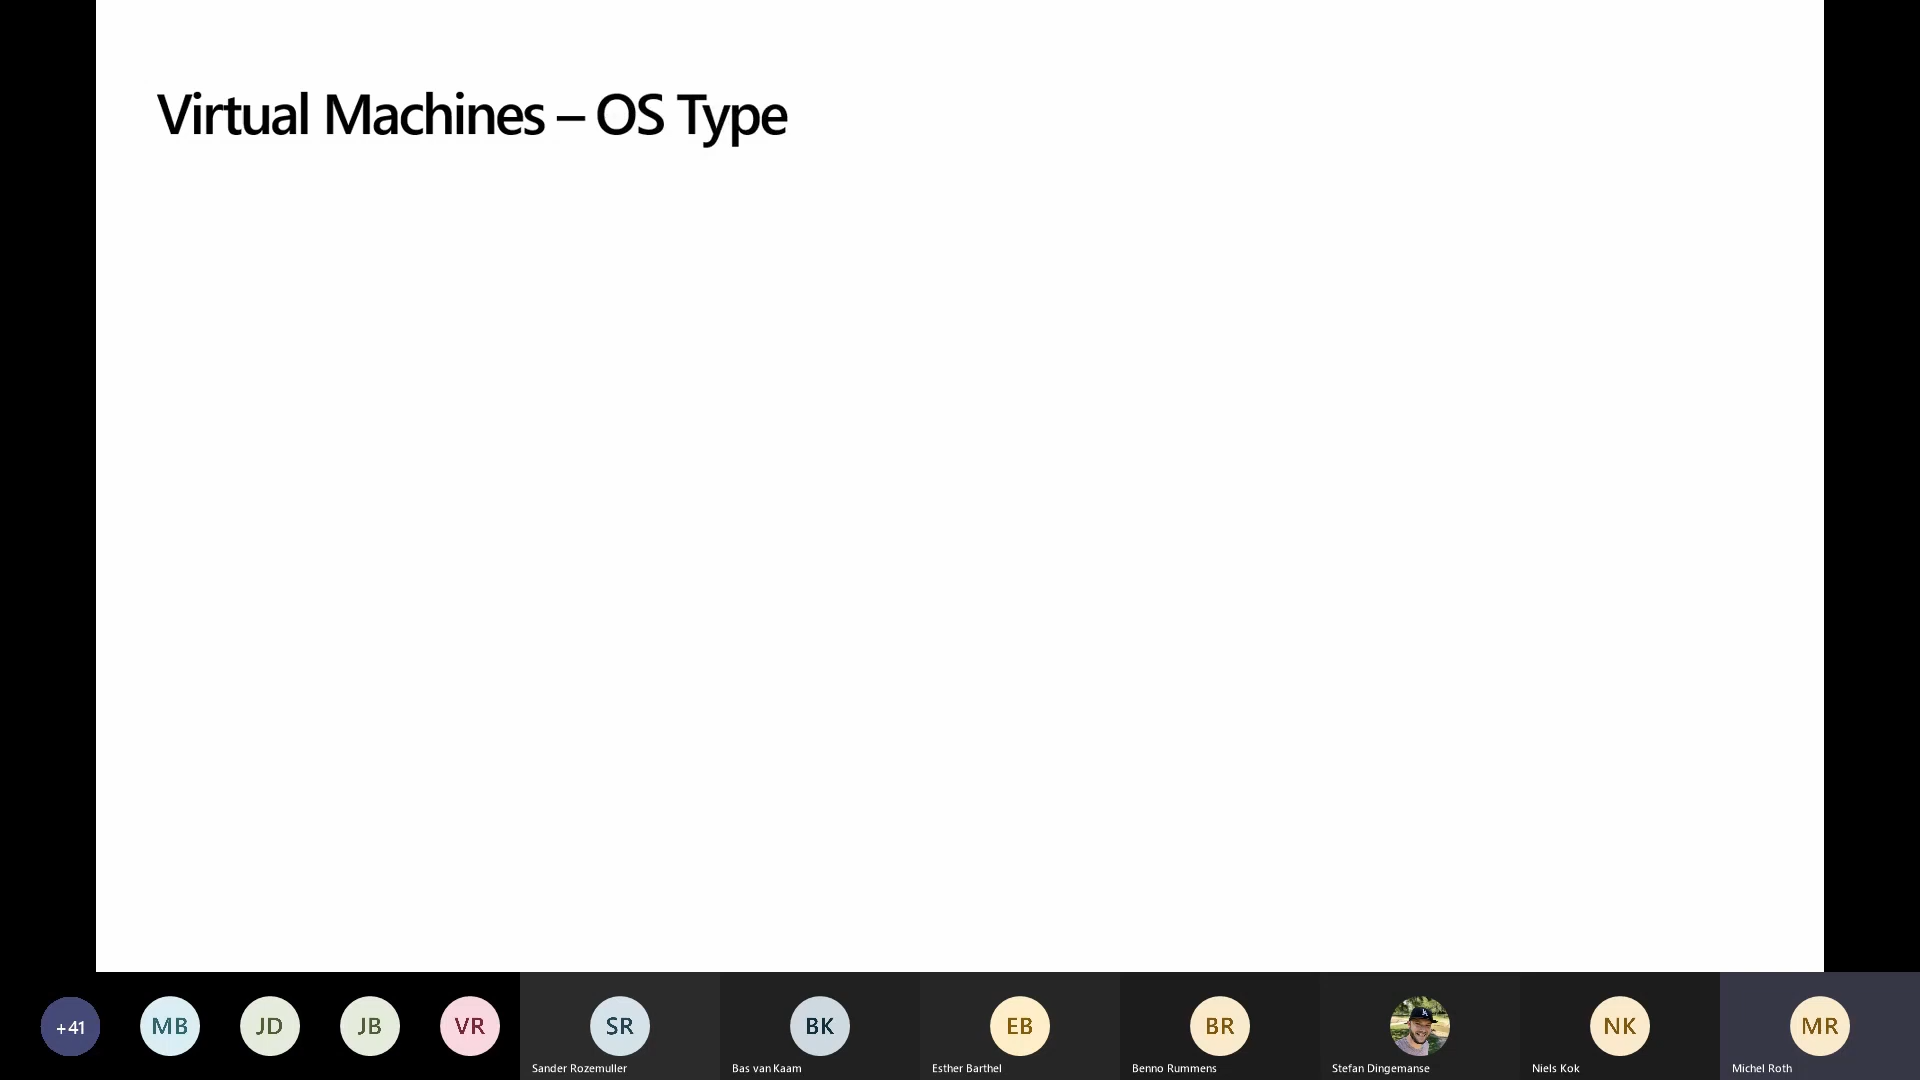 Virtual Machines – OS Type
+41
MB
JD
JB
VR
SR
BK
EB
BR
NK
MR
Sander Rozemuller
Bas van Kaam
Esther Barthel
Benno Rummens
Stefan Dingemanse
Niels Kok
Michel Roth